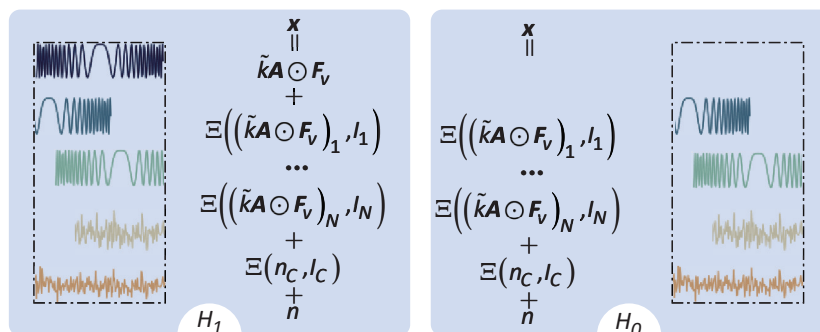 x
=
k̃A ⊙ F_v
+
Ξ((k̃A ⊙ F_v)_1, l_1)
...
Ξ((k̃A ⊙ F_v)_N, l_N)
+
Ξ(n_C, l_C)
+
n
H_1
x
=
Ξ((k̃A ⊙ F_v)_1, l_1)
...
Ξ((k̃A ⊙ F_v)_N, l_N)
+
Ξ(n_C, l_C)
+
n
H_0